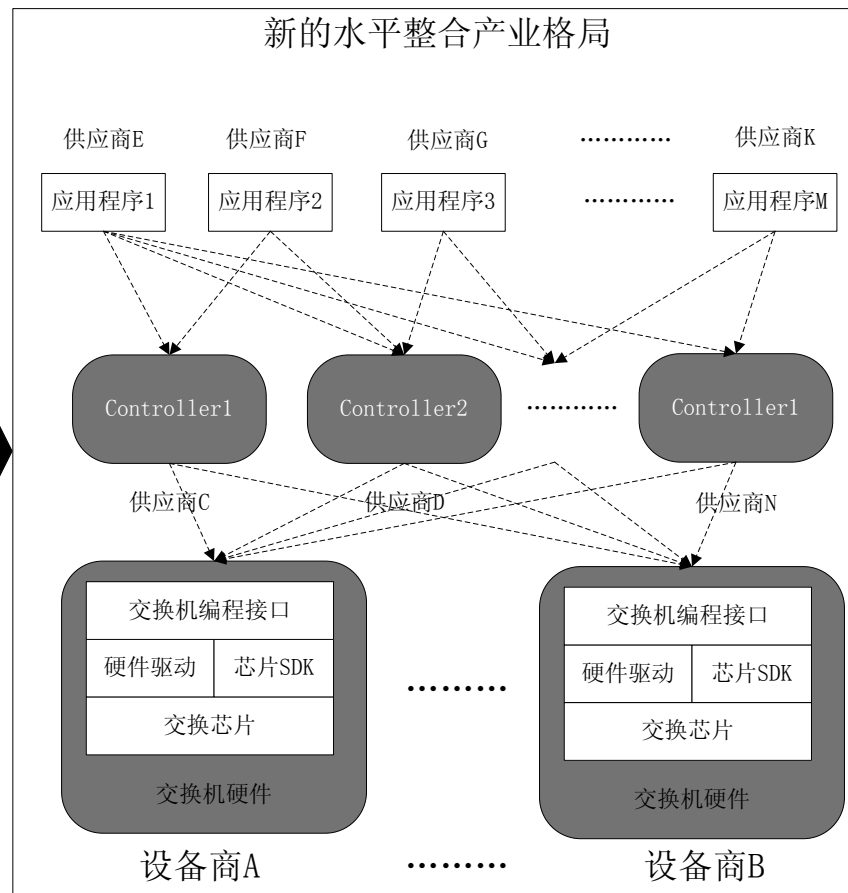 新的水平整合产业格局
供应商E 供应商F 供应商G ………… 供应商K
应用程序1 应用程序2 应用程序3 ………… 应用程序M
Controller1 Controller2 ………… Controller1
供应商C 供应商D 供应商N
交换机编程接口 交换机编程接口
硬件驱动 芯片SDK ……… 硬件驱动 芯片SDK
交换芯片 交换芯片
交换机硬件 交换机硬件
设备商A ……… 设备商B